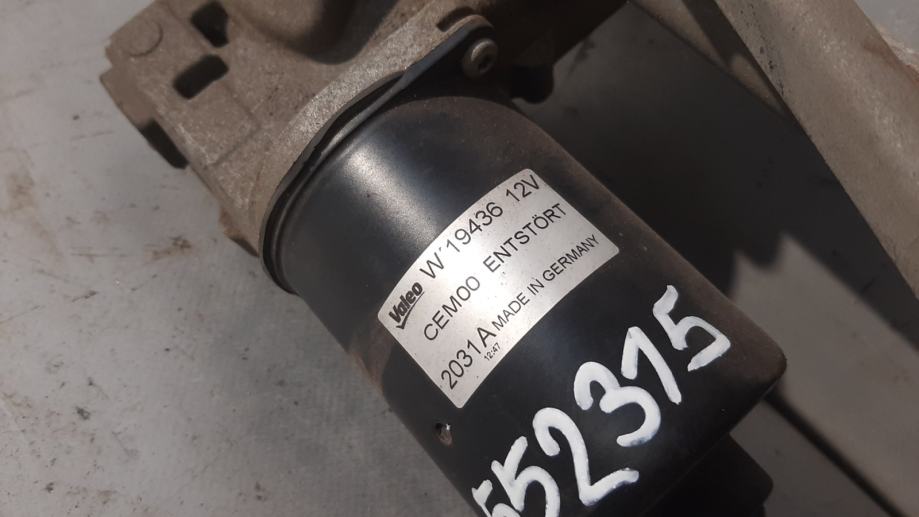 Valeo W´19436 12V
CEM00 ENTSTÖRT
2031A MADE IN GERMANY
12:47
552315